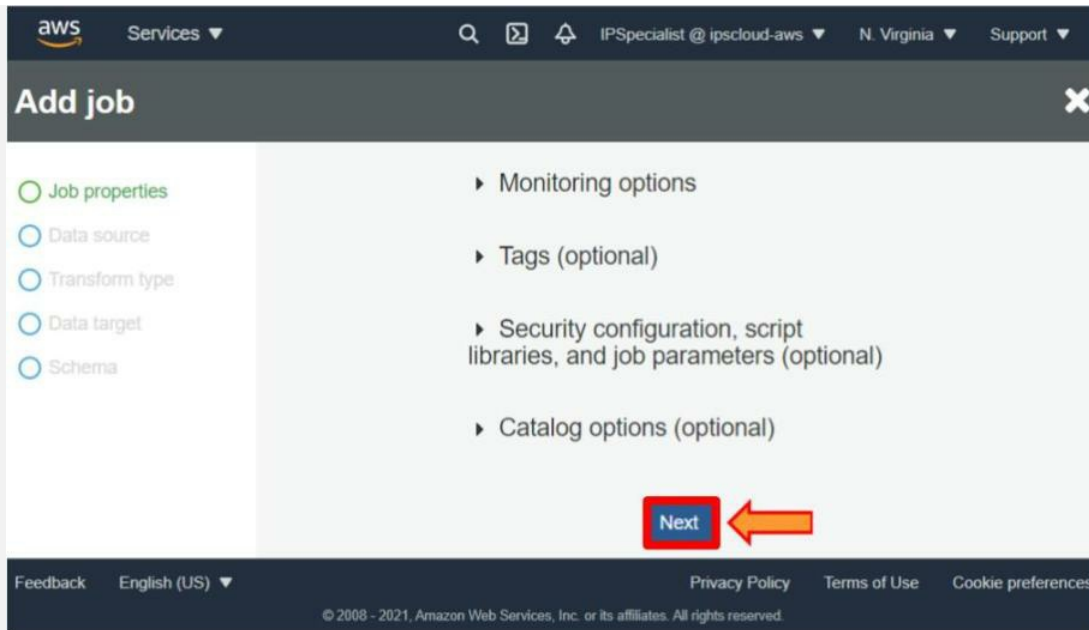 aws Services ▼ IPSpecialist @ ipscloud-aws ▼ N. Virginia ▼ Support ▼
Add job
Job properties
Data source
Transform type
Data target
Schema
Monitoring options
Tags (optional)
Security configuration, script
libraries, and job parameters (optional)
Catalog options (optional)
Next
Feedback English (US) ▼ Privacy Policy Terms of Use Cookie preferences
© 2008 - 2021, Amazon Web Services, Inc. or its affiliates. All rights reserved.